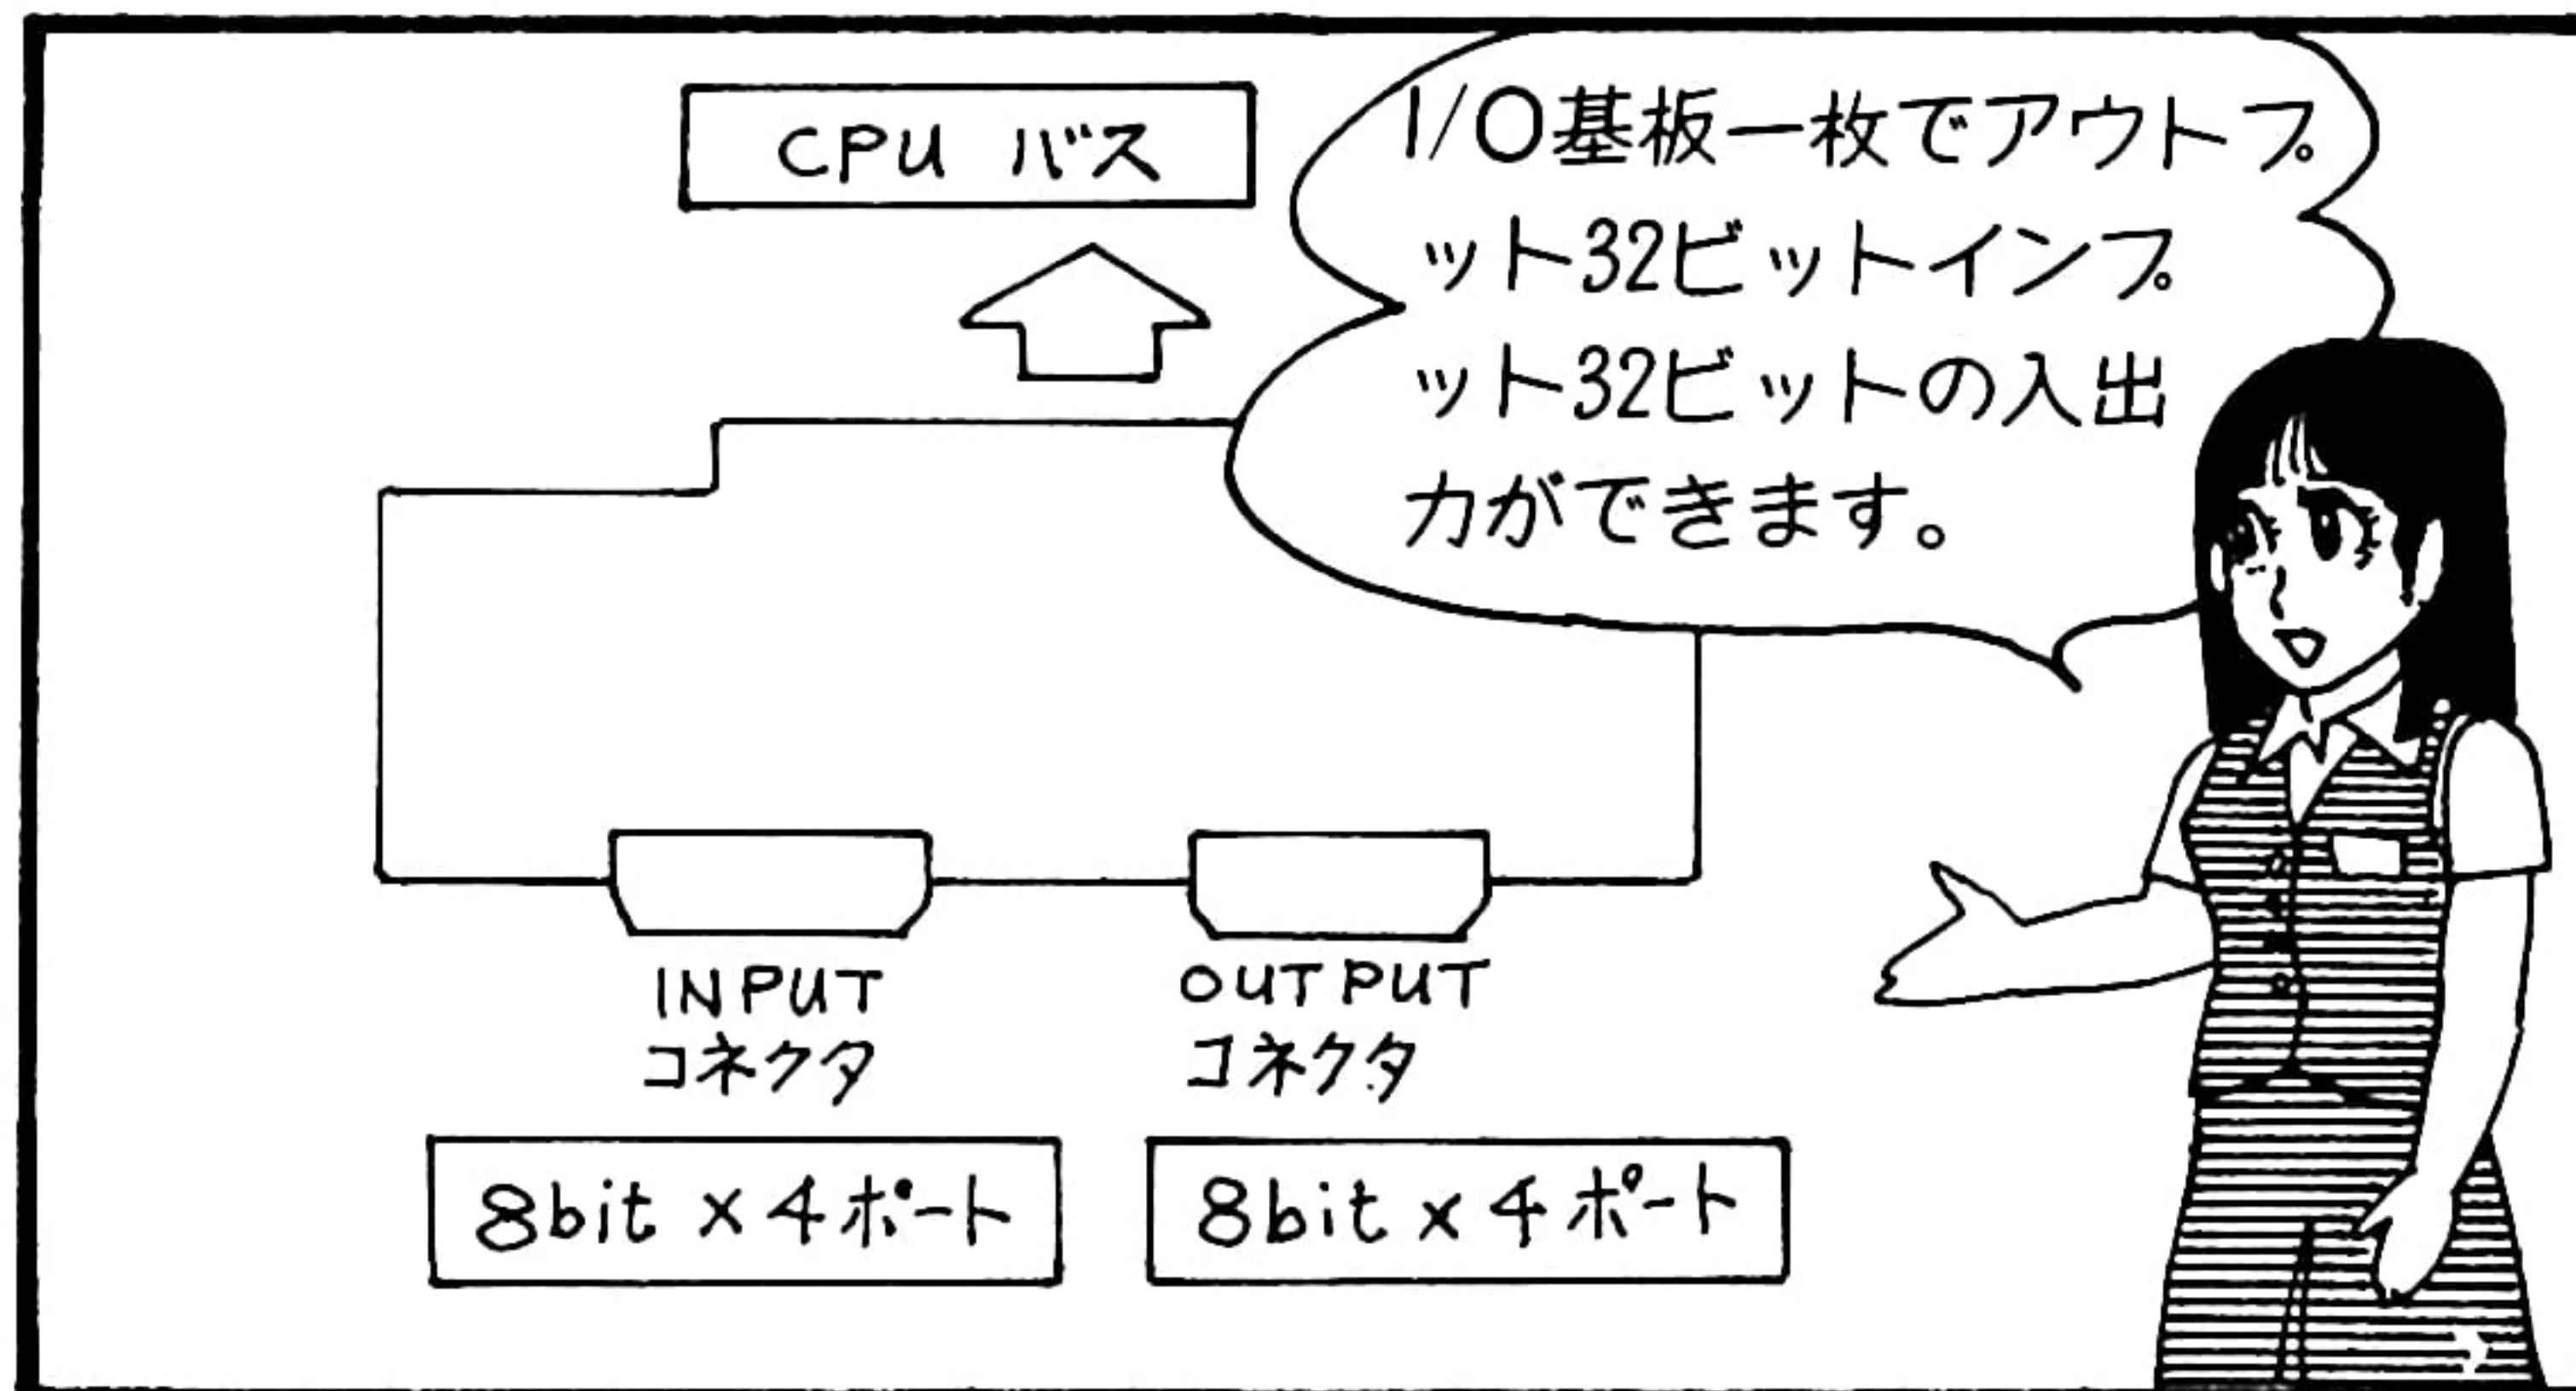 CPU バス
I/O基板一枚でアウトプ
ット32ビットインプ
ット32ビットの入出
力ができます。
INPUT
コネクタ
OUTPUT
コネクタ
8bit×4ポート
8bit×4ポート